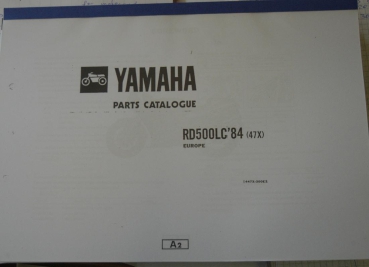 YAMAHA
PARTS CATALOGUE
RD500LC'84 (47X)
EUROPE
A2